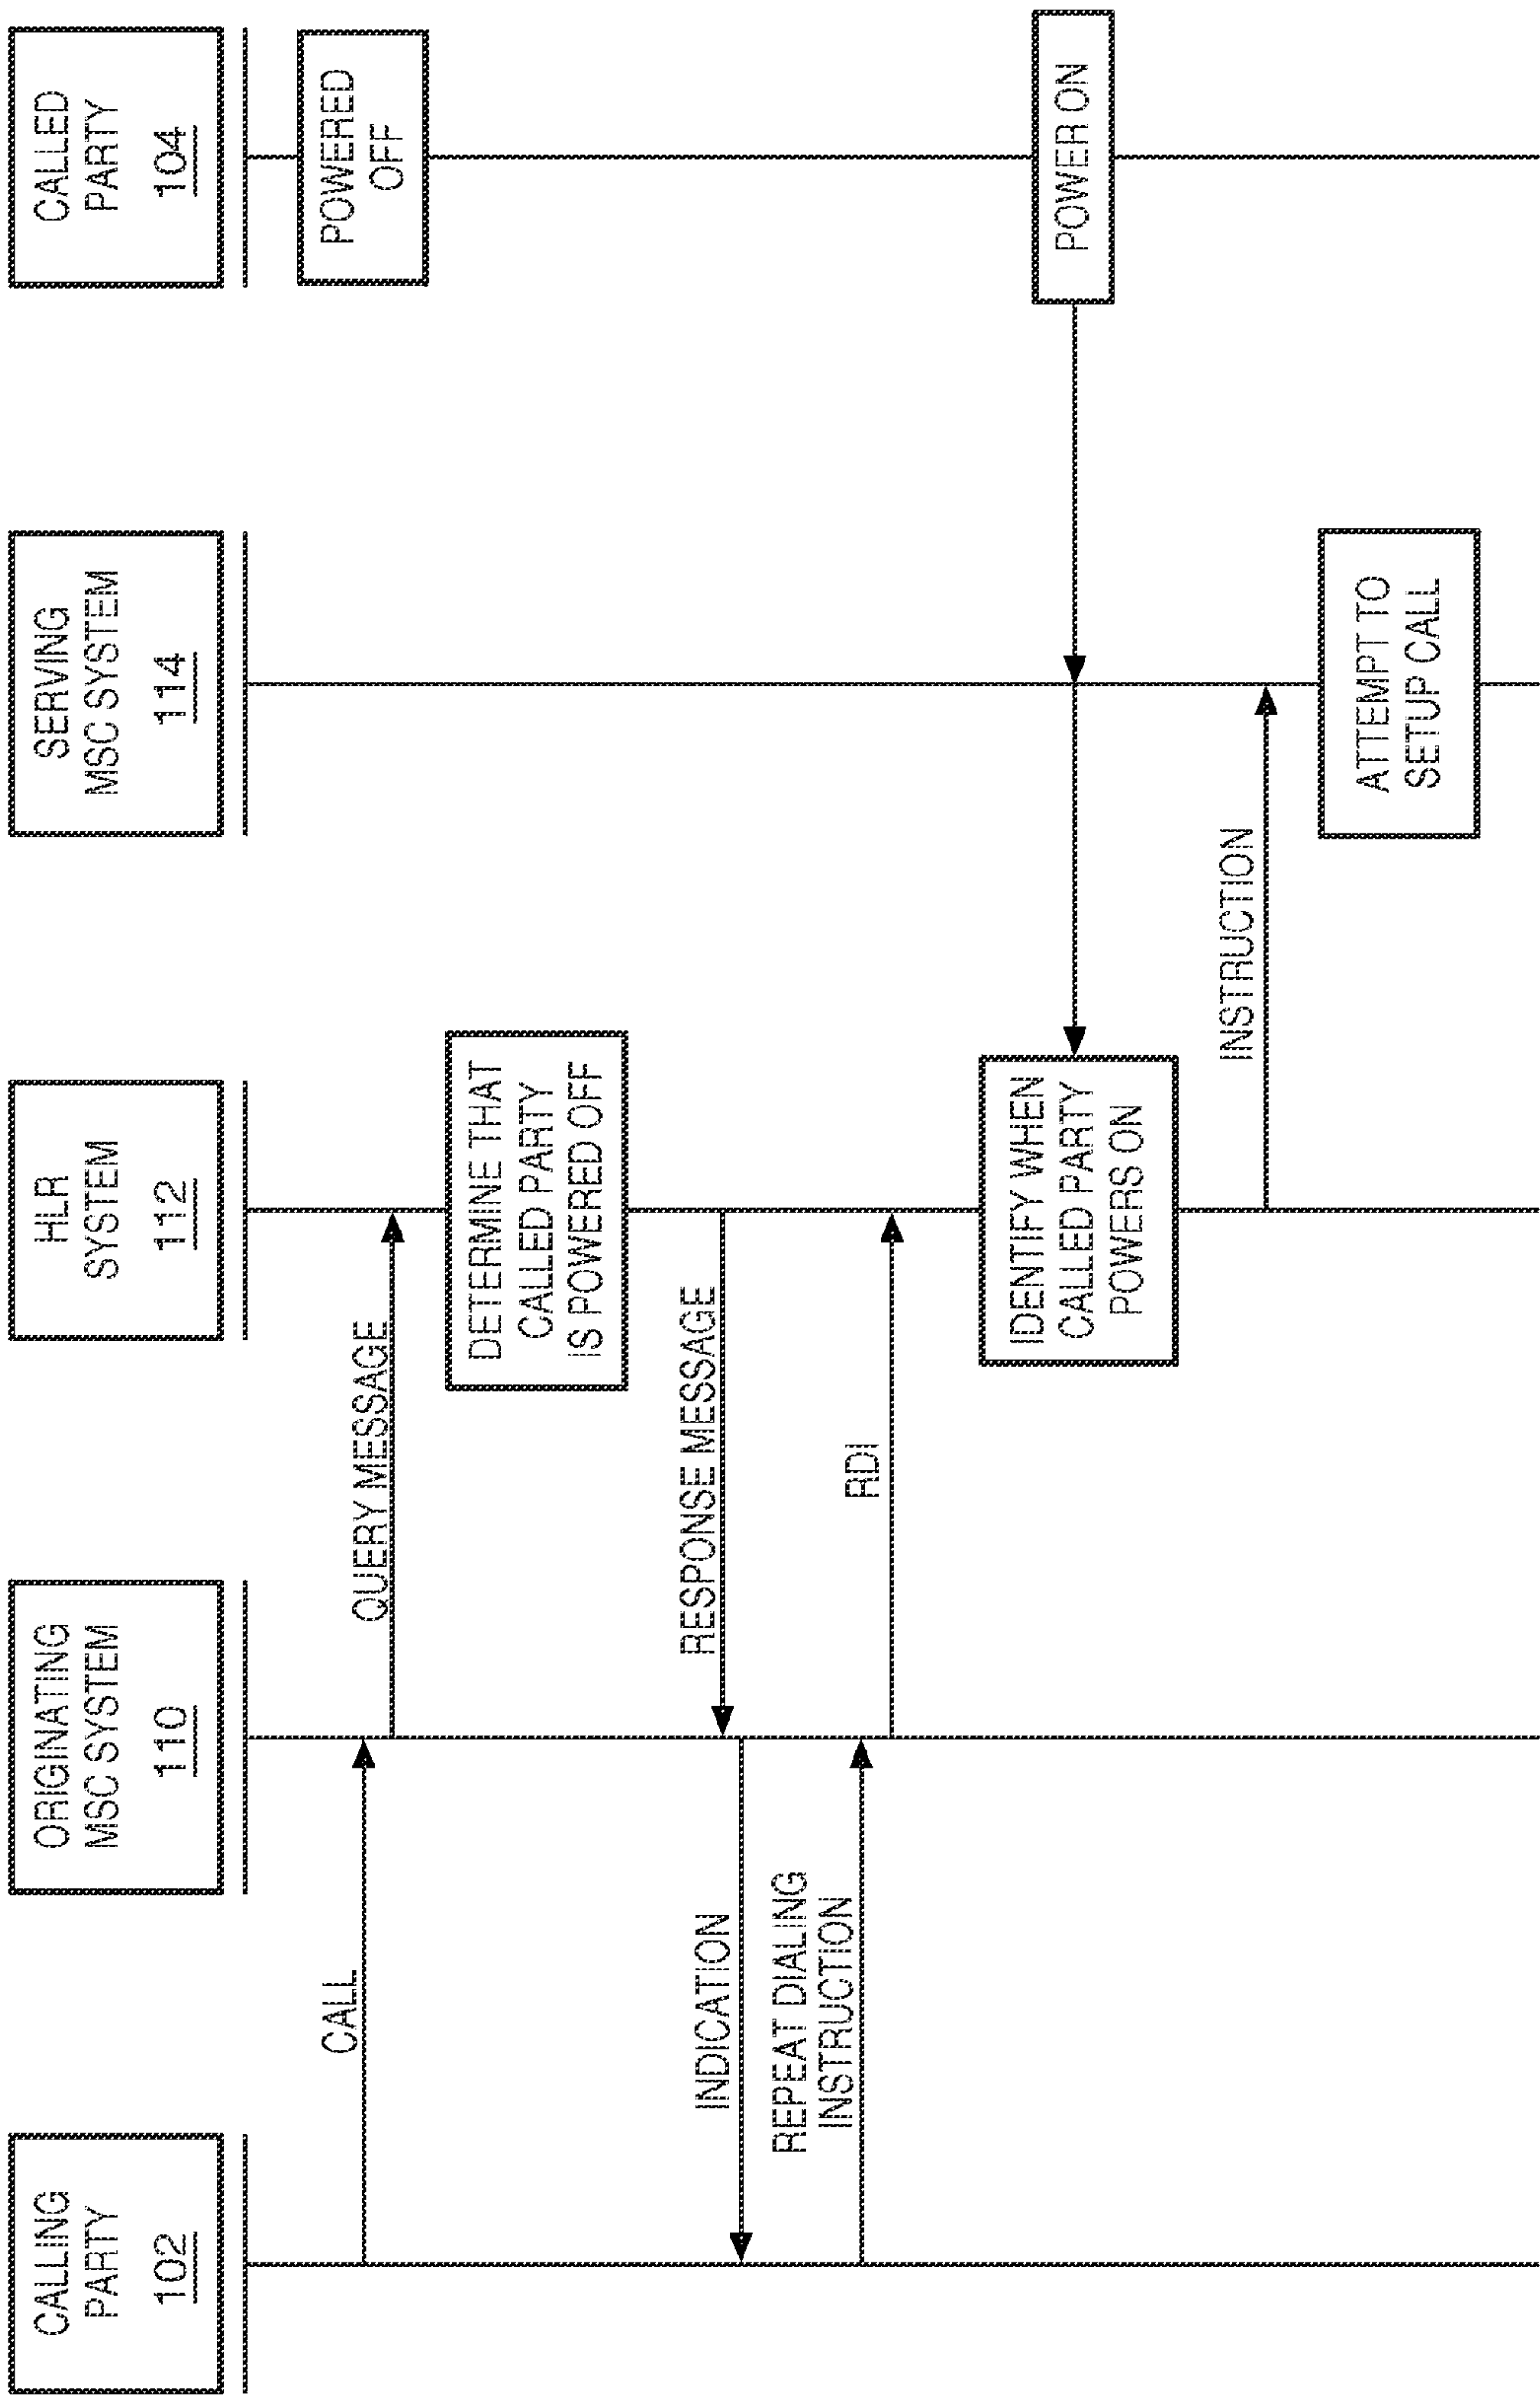 CALLING
PARTY
102
ORIGINATING
MSC SYSTEM
110
HLR
SYSTEM
112
SERVING
MSC SYSTEM
114
CALLED
PARTY
104
POWERED
OFF
CALL
QUERY MESSAGE
DETERMINE THAT
CALLED PARTY
IS POWERED OFF
RESPONSE MESSAGE
INDICATION
REPEAT DIALING
INSTRUCTION
RDI
POWER ON
IDENTIFY WHEN
CALLED PARTY
POWERS ON
INSTRUCTION
ATTEMPT TO
SETUP CALL